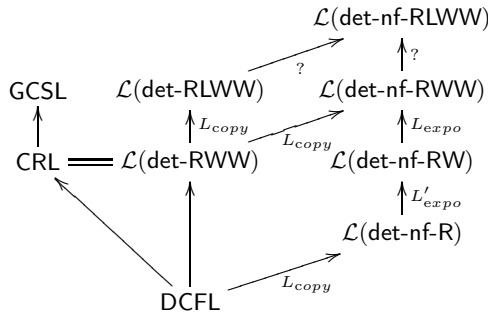 ℒ(det-nf-RLWW)
? ?
GCSL ℒ(det-RLWW) ℒ(det-nf-RWW)
L_copy L_copy L_expo
CRL ℒ(det-RWW) ℒ(det-nf-RW)
L'_expo
ℒ(det-nf-R)
L_copy
DCFL